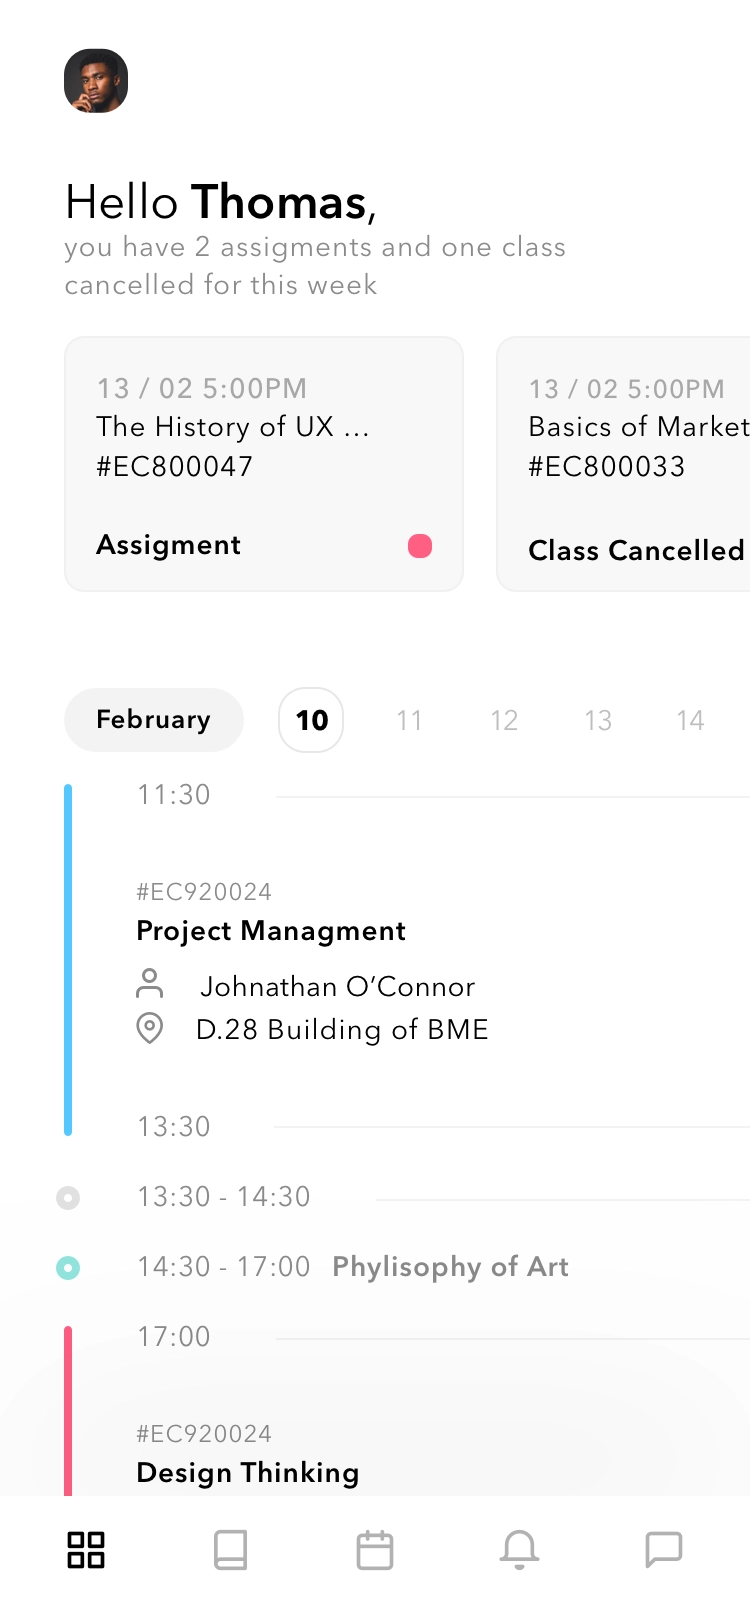 Hello Thomas,
you have 2 assigments and one class
cancelled for this week
13 / 02 5:00PM
The History of UX ...
#EC800047
Assigment
13 / 02 5:00PM
Basics of Market
#EC800033
Class Cancelled
February 10 11 12 13 14
11:30
#EC920024
Project Managment
Johnathan O’Connor
D.28 Building of BME
13:30
13:30 - 14:30
14:30 - 17:00 Phylisophy of Art
17:00
#EC920024
Design Thinking